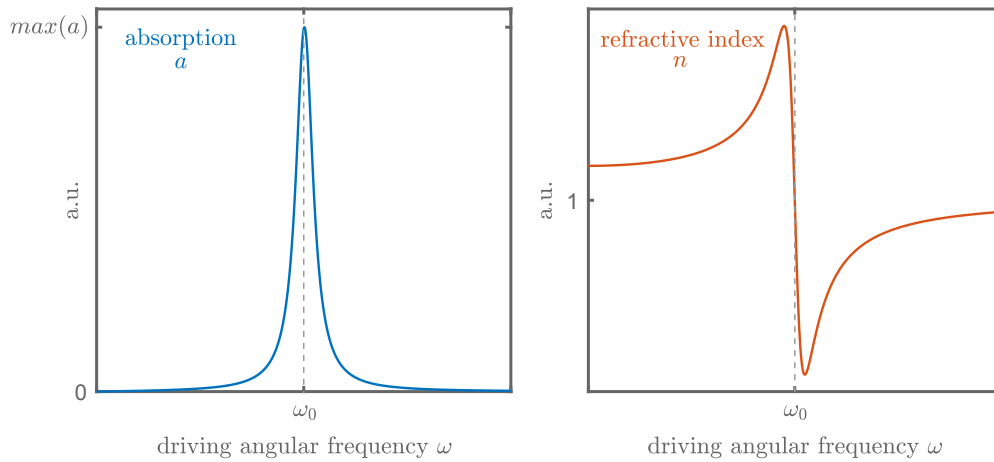 max(a)
absorption
a
a.u.
0
ω₀
driving angular frequency ω
refractive index
n
a.u.
1
ω₀
driving angular frequency ω